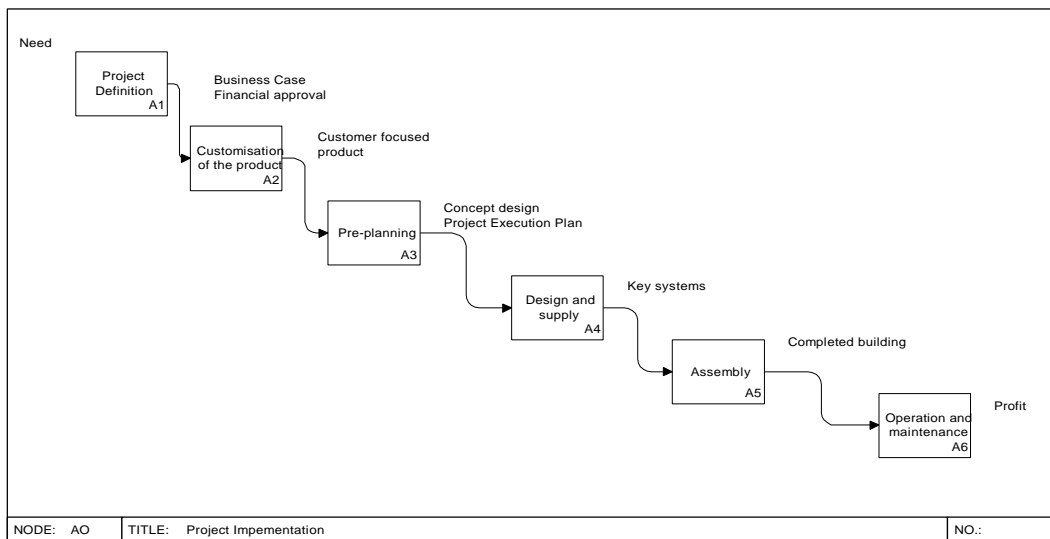 Need
Project
Definition
A1
Business Case
Financial approval
Customisation
of the product
A2
Customer focused
product
Pre-planning
A3
Concept design
Project Execution Plan
Design and
supply
A4
Key systems
Assembly
A5
Completed building
Operation and
maintenance
A6
Profit
NODE: AO
TITLE: Project Impementation
NO.: